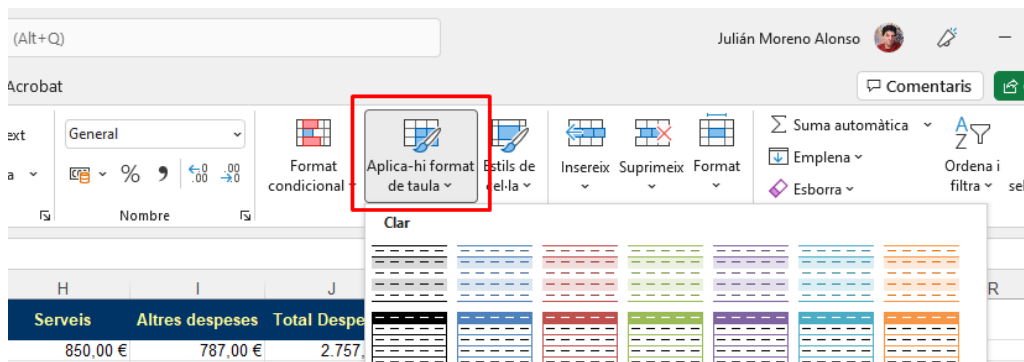 (Alt+Q)
Julián Moreno Alonso
Acrobat
Comentaris
ext
General
Format
condicional
Aplica-hi format
de taula
Estils de
cel·la
Insereix
Suprimeix
Format
Suma automàtica
Emplena
Esborra
Ordena i
filtra
Nombre
Clar
H I J R
Serveis Altres despeses Total Despe
850,00 € 787,00 € 2.757,